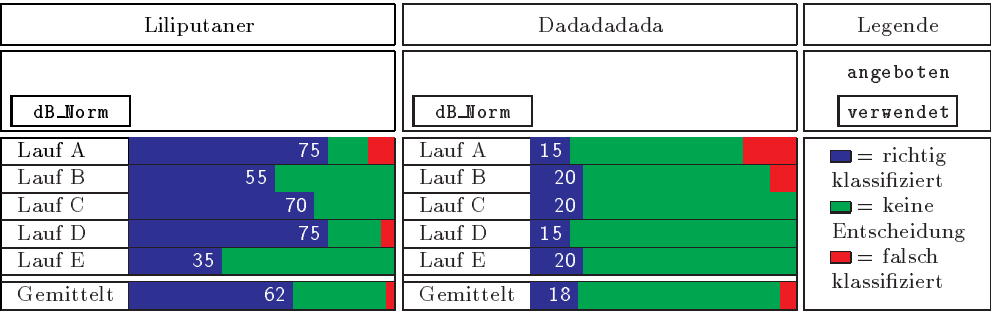 Liliputaner
Dadadadada
Legende
dB_Norm
dB_Norm
angeboten
verwendet
Lauf A 75
Lauf B 55
Lauf C 70
Lauf D 75
Lauf E 35
Gemittelt 62
Lauf A 15
Lauf B 20
Lauf C 20
Lauf D 15
Lauf E 20
Gemittelt 18
= richtig
klassifiziert
= keine
Entscheidung
= falsch
klassifiziert